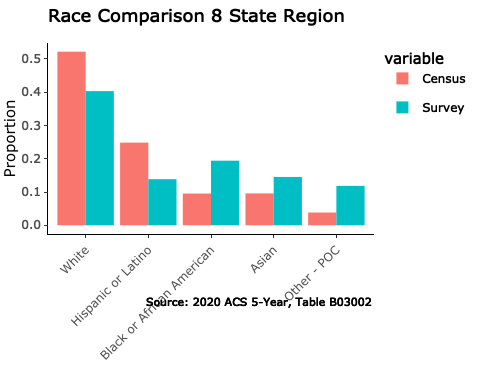 Race Comparison 8 State Region
Proportion
0.5
0.4
0.3
0.2
0.1
0.0
White
Hispanic or Latino
Black or African American
Asian
Other - POC
variable
Census
Survey
Source: 2020 ACS 5-Year, Table B03002